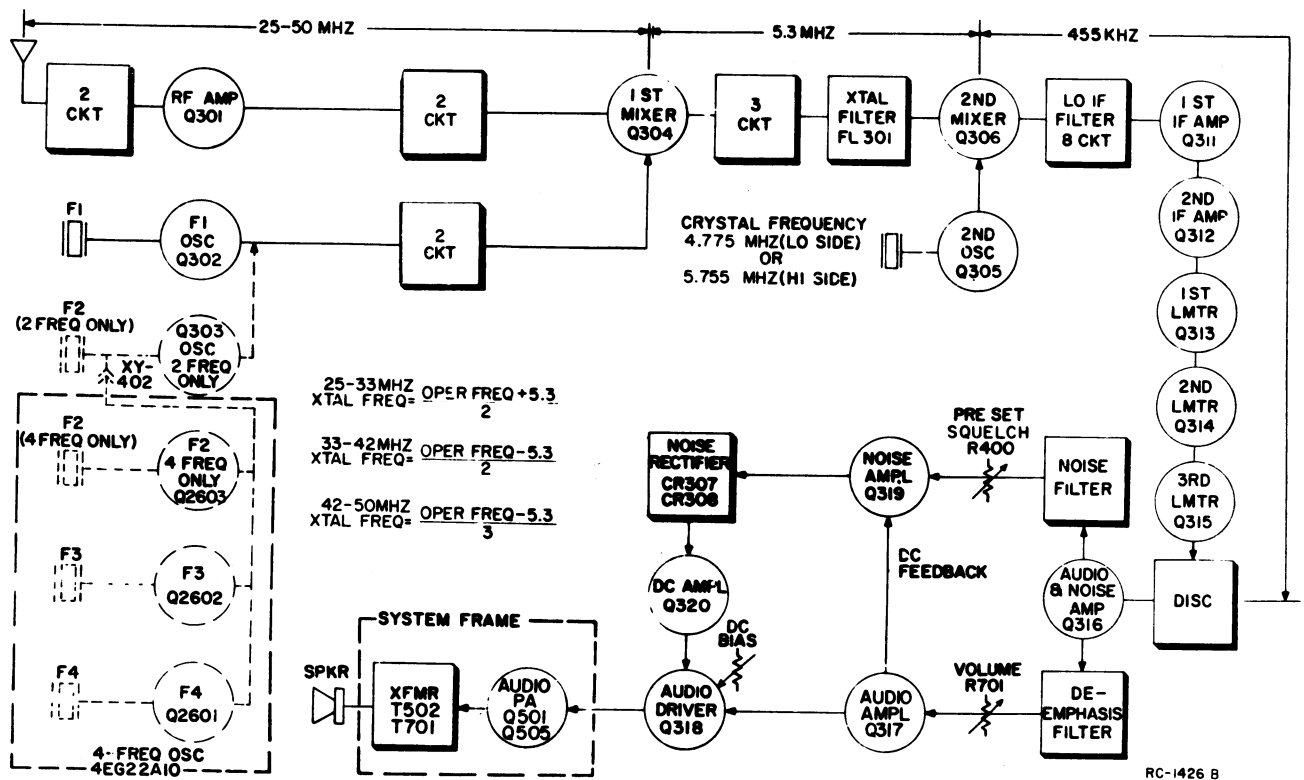 25-50 MHZ
5.3 MHZ
455 KHZ
2
CKT
RF AMP
Q301
2
CKT
1ST
MIXER
Q304
3
CKT
XTAL
FILTER
FL 301
2ND
MIXER
Q306
LO IF
FILTER
8 CKT
1ST
IF AMP
Q311
F1
F1
OSC
Q302
2
CKT
CRYSTAL FREQUENCY
4.775 MHZ(LO SIDE)
OR
5.755 MHZ(HI SIDE)
2ND
OSC
Q305
2ND
IF AMP
Q312
F2
(2 FREQ ONLY)
Q303
OSC
2 FREQ
ONLY
XY-
402
1ST
LMTR
Q313
25-33MHZ
XTAL FREQ= OPER FREQ+5.3
2
33-42MHZ
XTAL FREQ= OPER FREQ-5.3
2
42-50MHZ
XTAL FREQ= OPER FREQ-5.3
3
2ND
LMTR
Q314
F2
(4 FREQ ONLY)
F2
4 FREQ
ONLY
Q2603
NOISE
RECTIFIER
CR307
CR308
NOISE
AMPL
Q319
PRE SET
SQUELCH
R400
NOISE
FILTER
3RD
LMTR
Q315
F3
F3
Q2602
DC AMPL
Q320
DC
FEEDBACK
AUDIO
& NOISE
AMP
Q316
DISC
SYSTEM FRAME
DC
BIAS
F4
F4
Q2601
SPKR
XFMR
T502
T701
AUDIO
PA
Q501
Q505
AUDIO
DRIVER
Q318
AUDIO
AMPL
Q317
VOLUME
R701
DE-
EMPHASIS
FILTER
4-FREQ OSC
4EG22A10
RC-1426 B